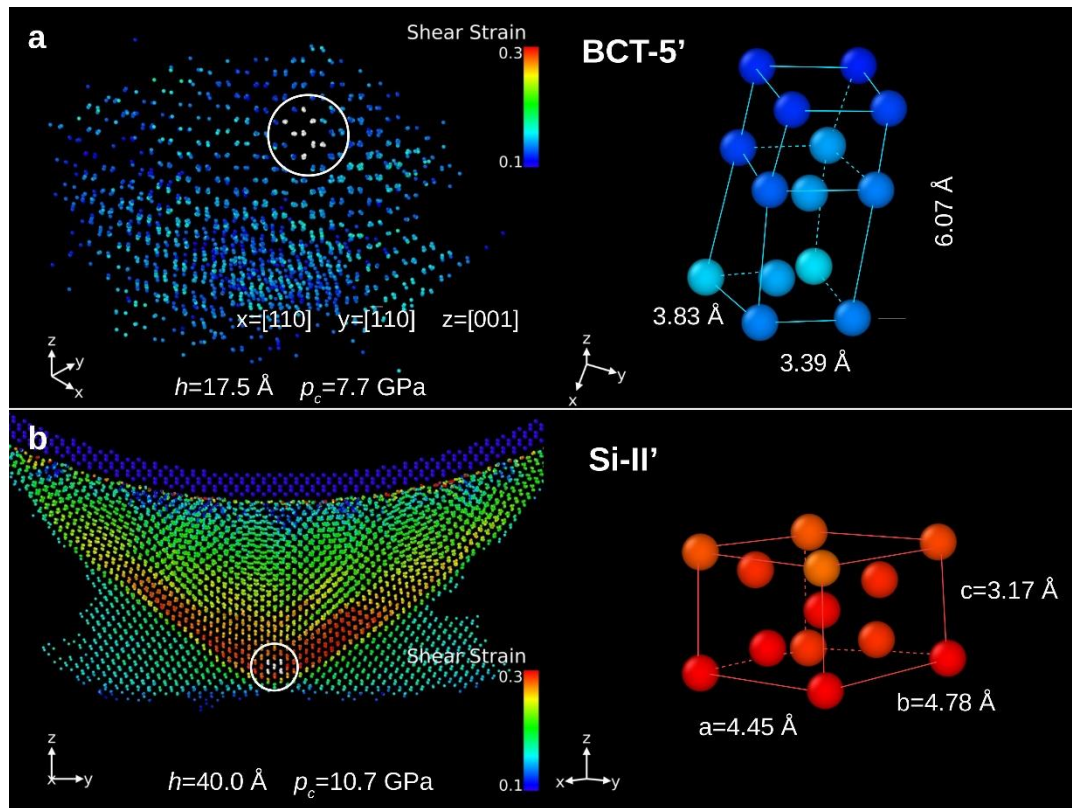 a
Shear Strain
0.3
0.1
x=[110] y=[1̄10] z=[001]
z
y
x
h=17.5 Å p_c=7.7 GPa
BCT-5’
6.07 Å
3.83 Å
3.39 Å
z
y
x
b
Shear Strain
0.3
0.1
z
x
y
h=40.0 Å p_c=10.7 GPa
Si-II’
c=3.17 Å
b=4.78 Å
a=4.45 Å
z
x
y